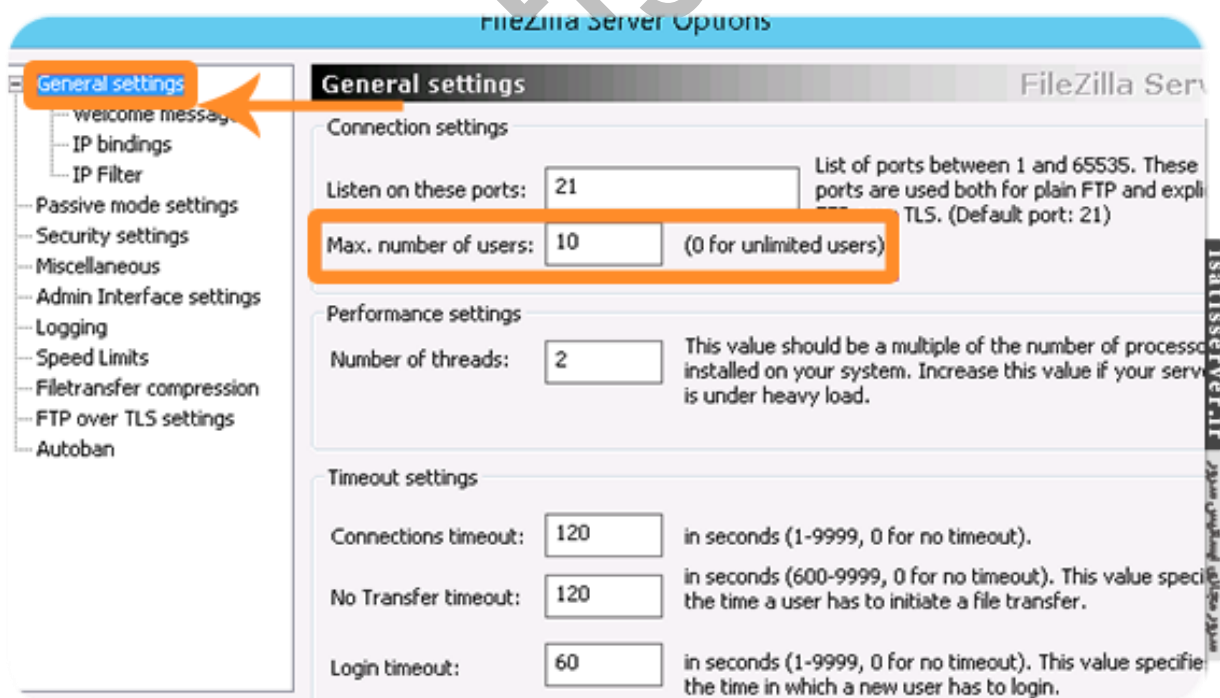 FileZilla Server Options
General settings
Welcome messag
IP bindings
IP Filter
Passive mode settings
Security settings
Miscellaneous
Admin Interface settings
Logging
Speed Limits
Filetransfer compression
FTP over TLS settings
Autoban
General settings
FileZilla Serv
Connection settings
Listen on these ports: 21
List of ports between 1 and 65535. These
ports are used both for plain FTP and expli
TLS. (Default port: 21)
Max. number of users: 10 (0 for unlimited users)
Performance settings
Number of threads: 2
This value should be a multiple of the number of processo
installed on your system. Increase this value if your serve
is under heavy load.
Timeout settings
Connections timeout: 120 in seconds (1-9999, 0 for no timeout).
No Transfer timeout: 120
in seconds (600-9999, 0 for no timeout). This value speci
the time a user has to initiate a file transfer.
Login timeout: 60
in seconds (1-9999, 0 for no timeout). This value specifie
the time in which a new user has to login.
Isatisserver.ir